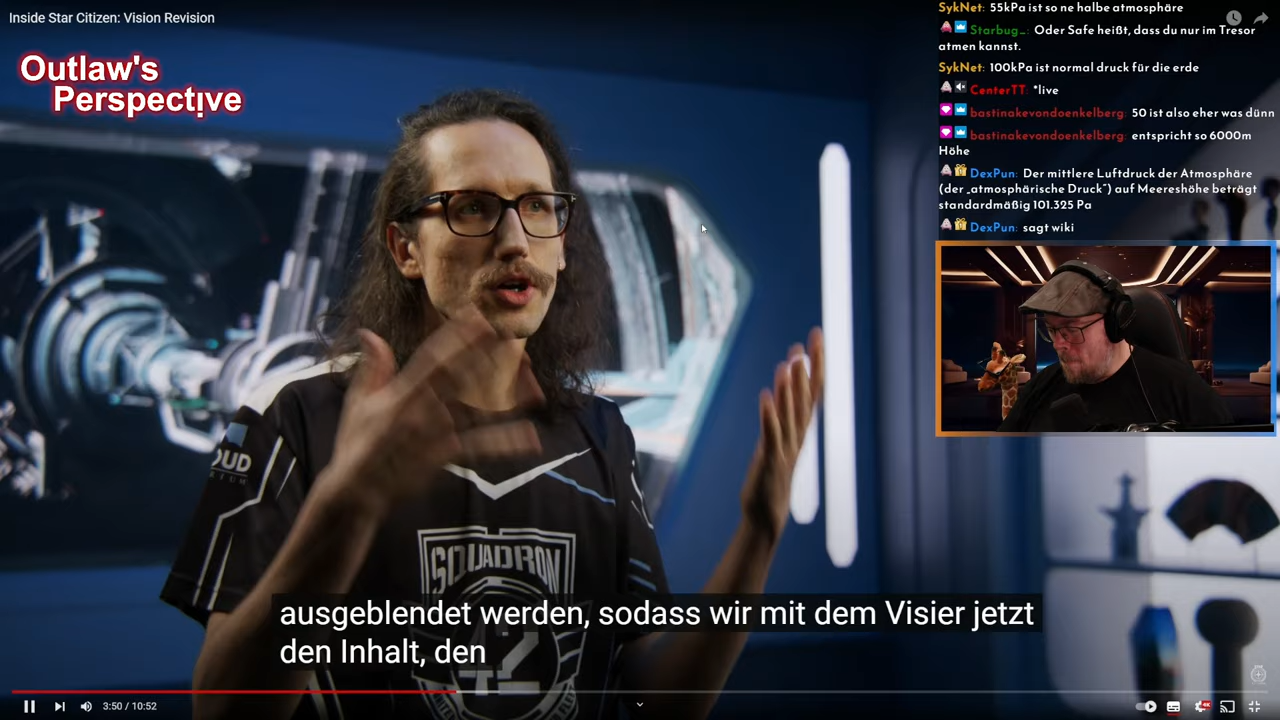 Inside Star Citizen: Vision Revision
Outlaw's
Perspective
SykNet: 55kPa ist so ne halbe atmosphäre
Starbug_: Oder Safe heißt, dass du nur im Tresor
atmen kannst.
SykNet: 100kPa ist normal druck für die erde
CenterTT: *live
bastinakevondoenkelberg: 50 ist also eher was dünn
bastinakevondoenkelberg: entspricht so 6000m
Höhe
DexPun: Der mittlere Luftdruck der Atmosphäre
(der „atmosphärische Druck“) auf Meereshöhe beträgt
standardmäßig 101.325 Pa
DexPun: sagt wiki
OUD
SQUADRON
42
ausgeblendet werden, sodass wir mit dem Visier jetzt
den Inhalt, den
3:50 / 10:52
4K